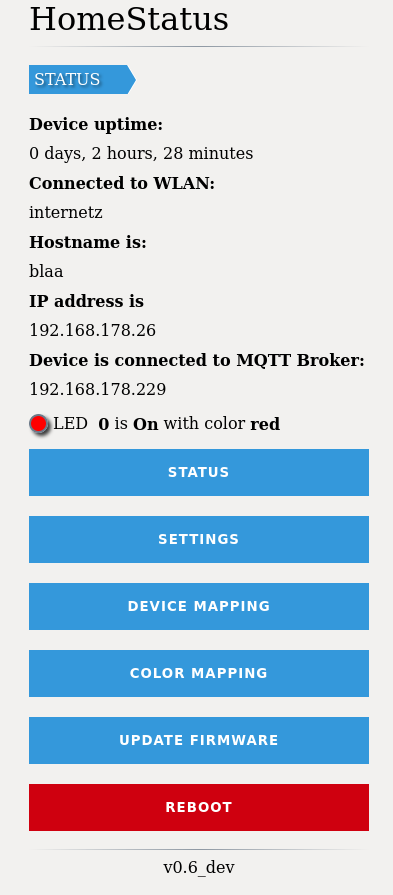 HomeStatus
STATUS
Device uptime:
0 days, 2 hours, 28 minutes
Connected to WLAN:
internetz
Hostname is:
blaa
IP address is
192.168.178.26
Device is connected to MQTT Broker:
192.168.178.229
LED 0 is On with color red
STATUS
SETTINGS
DEVICE MAPPING
COLOR MAPPING
UPDATE FIRMWARE
REBOOT
v0.6_dev